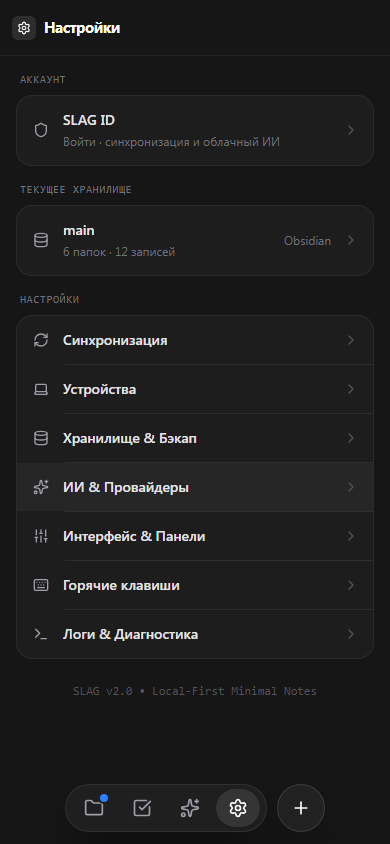 Настройки
АККАУНТ
SLAG ID
Войти · синхронизация и облачный ИИ
ТЕКУЩЕЕ ХРАНИЛИЩЕ
main
6 папок · 12 записей
Obsidian
НАСТРОЙКИ
Синхронизация
Устройства
Хранилище & Бэкап
ИИ & Провайдеры
Интерфейс & Панели
Горячие клавиши
Логи & Диагностика
SLAG v2.0 • Local-First Minimal Notes